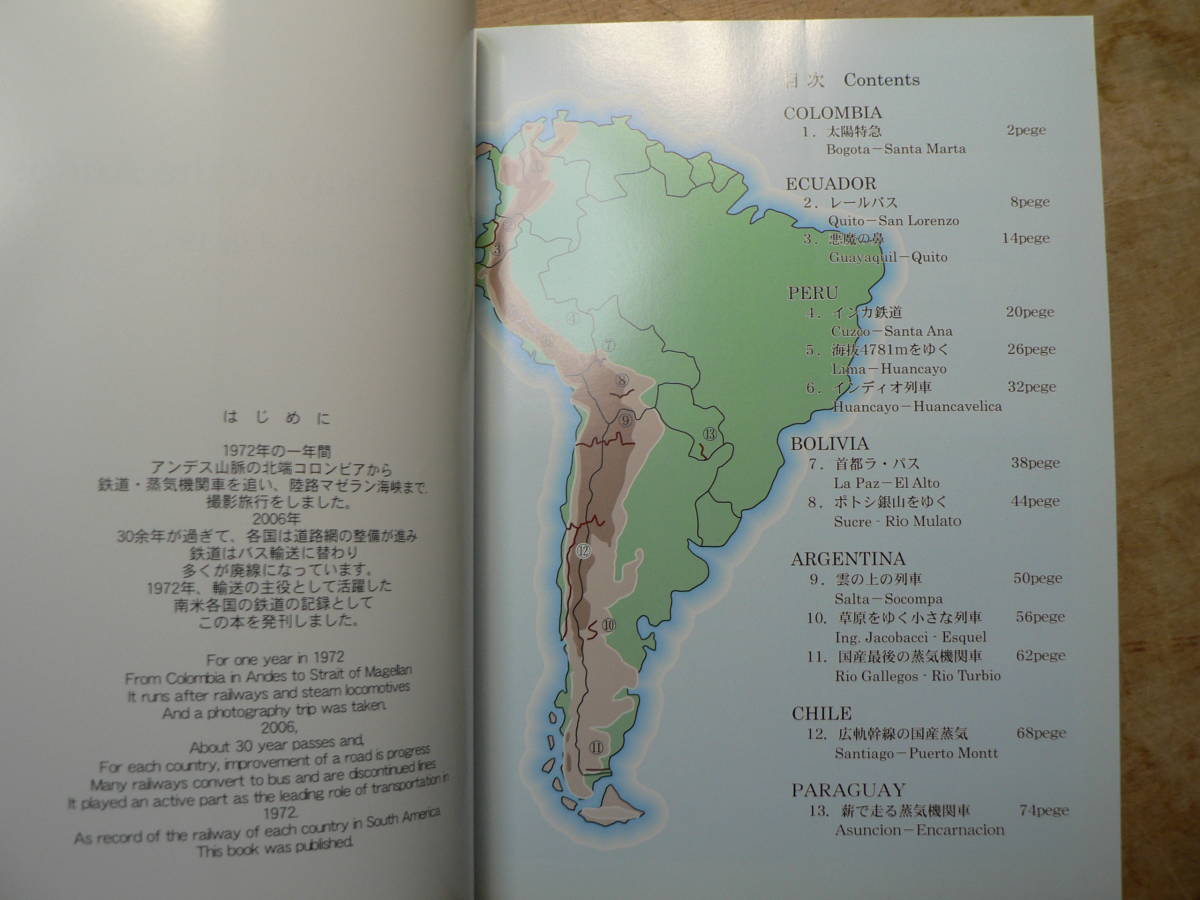 はじめに
1972年の一年間
アンデス山脈の北端コロンビアから
鉄道・蒸気機関車を追い、陸路マゼラン海峡まで.
撮影旅行をしました。
2006年
30余年が過ぎて、各国は道路網の整備が進み
鉄道はバス輸送に替わり
多くが廃線になっています。
1972年、輸送の主役として活躍した
南米各国の鉄道の記録として
この本を発刊しました。
For one year in 1972
From Colombia in Andes to Strait of Magellan
It runs after railways and steam locomotives
And a photography trip was taken.
2006,
About 30 year passes and,
For each country, improvement of a road is progress
Many railways convert to bus and are discontinued lines
It played an active part as the leading role of transportation in
1972.
As record of the railway of each country in South America
This book was published.
目次 Contents
COLOMBIA
1. 太陽特急 2pege
Bogota－Santa Marta
ECUADOR
2. レールバス 8pege
Quito－San Lorenzo
3. 悪魔の鼻 14pege
Guayaquil－Quito
PERU
4. インカ鉄道 20pege
Cuzco－Santa Ana
5. 海抜4781mをゆく 26pege
Lima－Huancayo
6. インディオ列車 32pege
Huancayo－Huancavelica
BOLIVIA
7. 首都ラ・パス 38pege
La Paz－El Alto
8. ポトシ銀山をゆく 44pege
Sucre - Rio Mulato
ARGENTINA
9. 雲の上の列車 50pege
Salta－Socompa
10. 草原をゆく小さな列車 56pege
Ing. Jacobacci - Esquel
11. 国産最後の蒸気機関車 62pege
Rio Gallegos - Rio Turbio
CHILE
12. 広軌幹線の国産蒸気 68pege
Santiago－Puerto Montt
PARAGUAY
13. 薪で走る蒸気機関車 74pege
Asuncion－Encarnacion
③
④
⑦
⑧
⑨
⑬
⑫
⑩
⑪